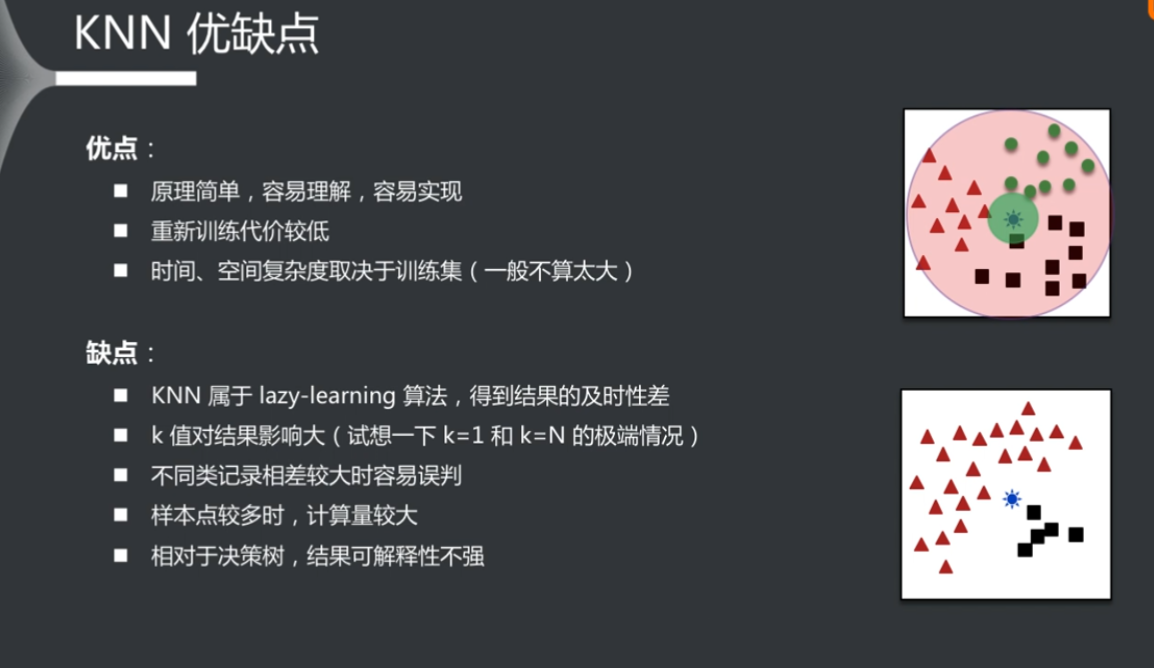 KNN 优缺点
优点：
原理简单，容易理解，容易实现
重新训练代价较低
时间、空间复杂度取决于训练集（一般不算太大）
缺点：
KNN 属于 lazy-learning 算法，得到结果的及时性差
k 值对结果影响大（试想一下 k=1 和 k=N 的极端情况）
不同类记录相差较大时容易误判
样本点较多时，计算量较大
相对于决策树，结果可解释性不强